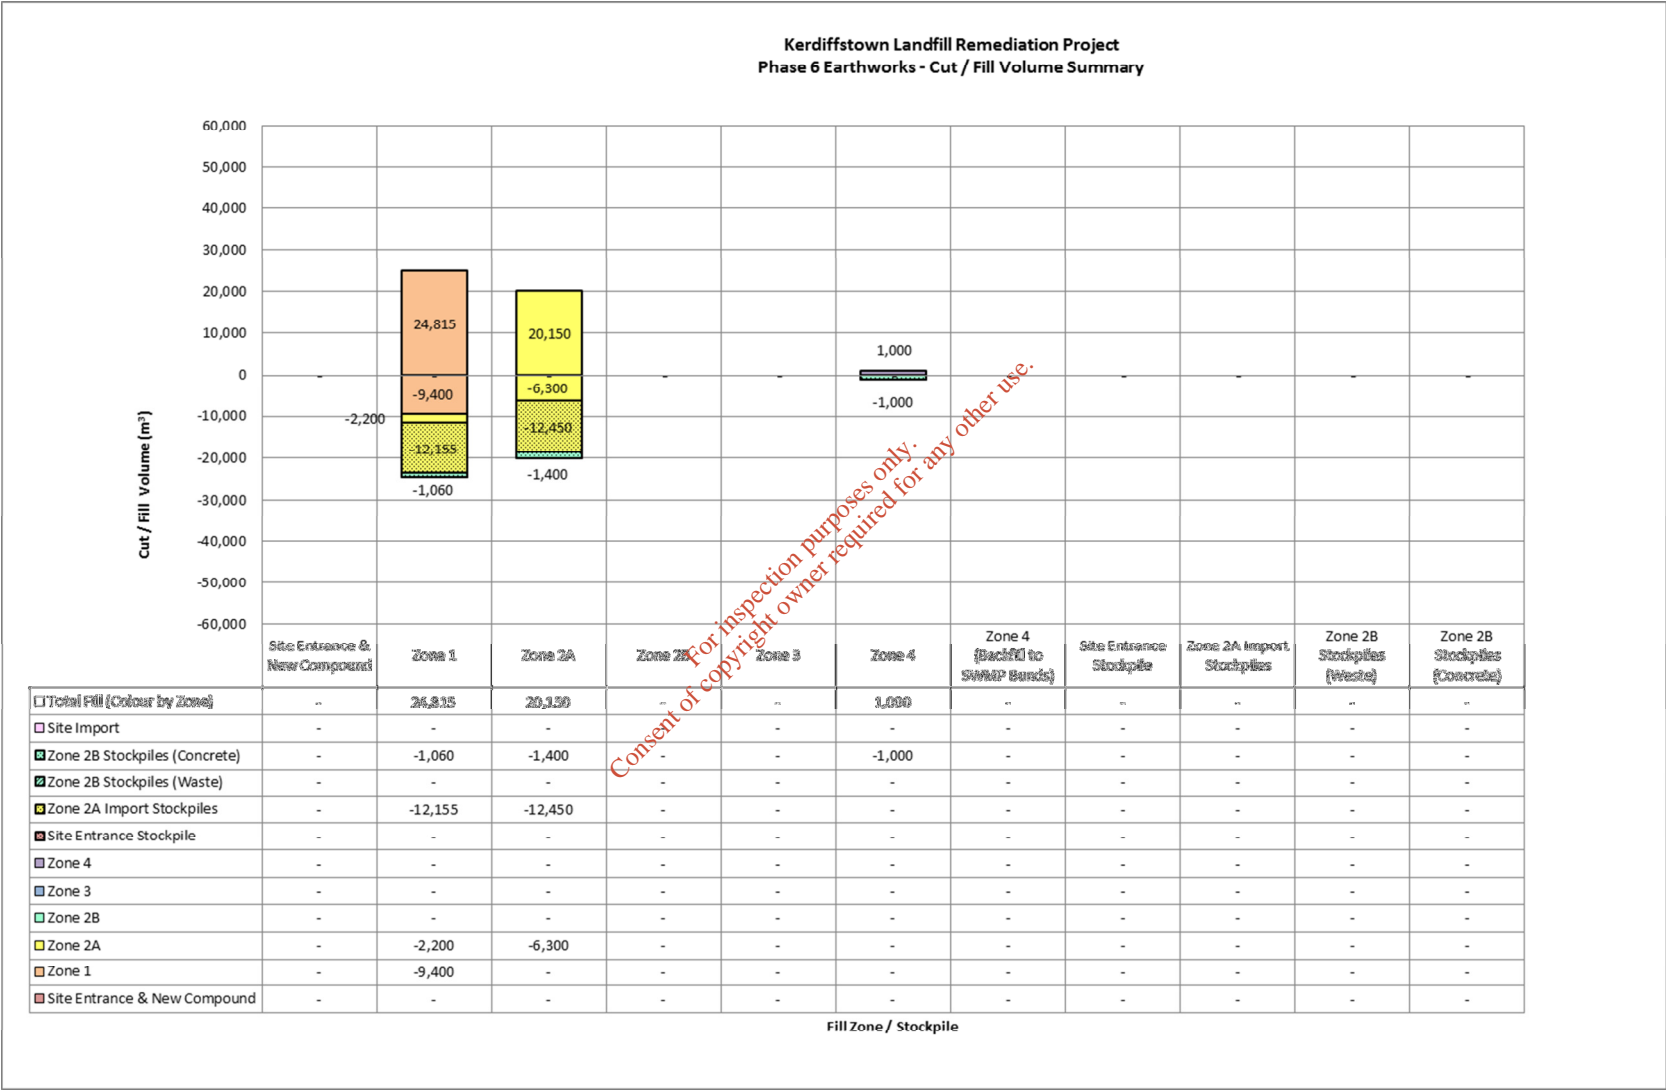 Kerdiffstown Landfill Remediation Project
Phase 6 Earthworks - Cut / Fill Volume Summary
60,000
50,000
40,000
30,000
20,000
10,000
0
-10,000
-20,000
-30,000
-40,000
-50,000
-60,000
Cut / Fill Volume (m³)
24,815
-9,400
-2,200
-12,155
-1,060
20,150
-6,300
-12,450
-1,400
1,000
-1,000
- - - - - - - - - -
For inspection purposes only.
Consent of copyright owner required for any other use.
Site Entrance & New Compound
Zone 1
Zone 2A
Zone 2B
Zone 3
Zone 4
Zone 4 (Backfill to SWMP Bunds)
Site Entrance Stockpile
Zone 2A Import Stockpiles
Zone 2B Stockpiles (Waste)
Zone 2B Stockpiles (Concrete)
Total Fill (Colour by Zone) - 24,815 20,150 - - 1,000 - - - - -
Site Import - - - - - - - - - - -
Zone 2B Stockpiles (Concrete) - -1,060 -1,400 - - -1,000 - - - - -
Zone 2B Stockpiles (Waste) - - - - - - - - - - -
Zone 2A Import Stockpiles - -12,155 -12,450 - - - - - - - -
Site Entrance Stockpile - - - - - - - - - - -
Zone 4 - - - - - - - - - - -
Zone 3 - - - - - - - - - - -
Zone 2B - - - - - - - - - - -
Zone 2A - -2,200 -6,300 - - - - - - - -
Zone 1 - -9,400 - - - - - - - - -
Site Entrance & New Compound - - - - - - - - - - -
Fill Zone / Stockpile